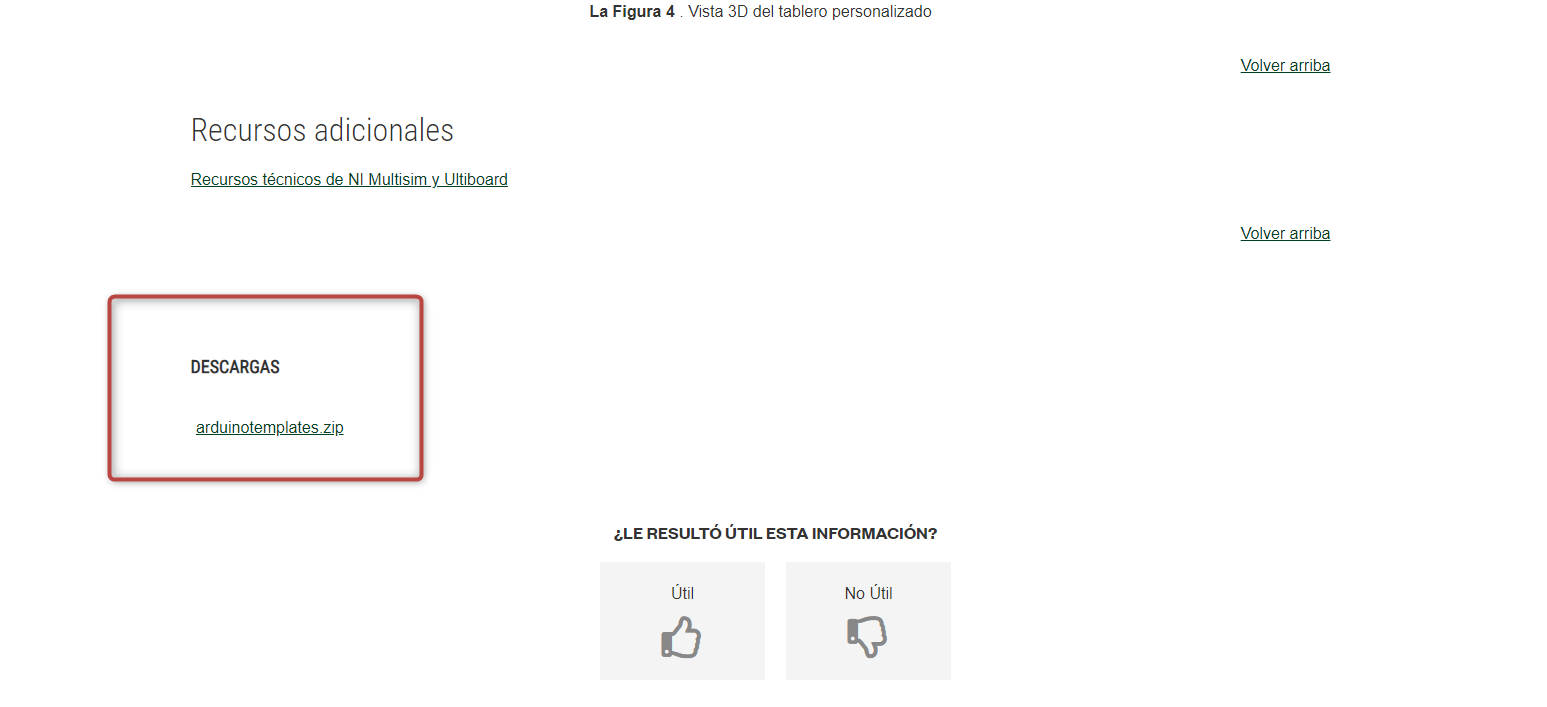 La Figura 4 . Vista 3D del tablero personalizado
Volver arriba
Recursos adicionales
Recursos técnicos de NI Multisim y Ultiboard
Volver arriba
DESCARGAS
arduinotemplates.zip
¿LE RESULTÓ ÚTIL ESTA INFORMACIÓN?
Útil
No Útil